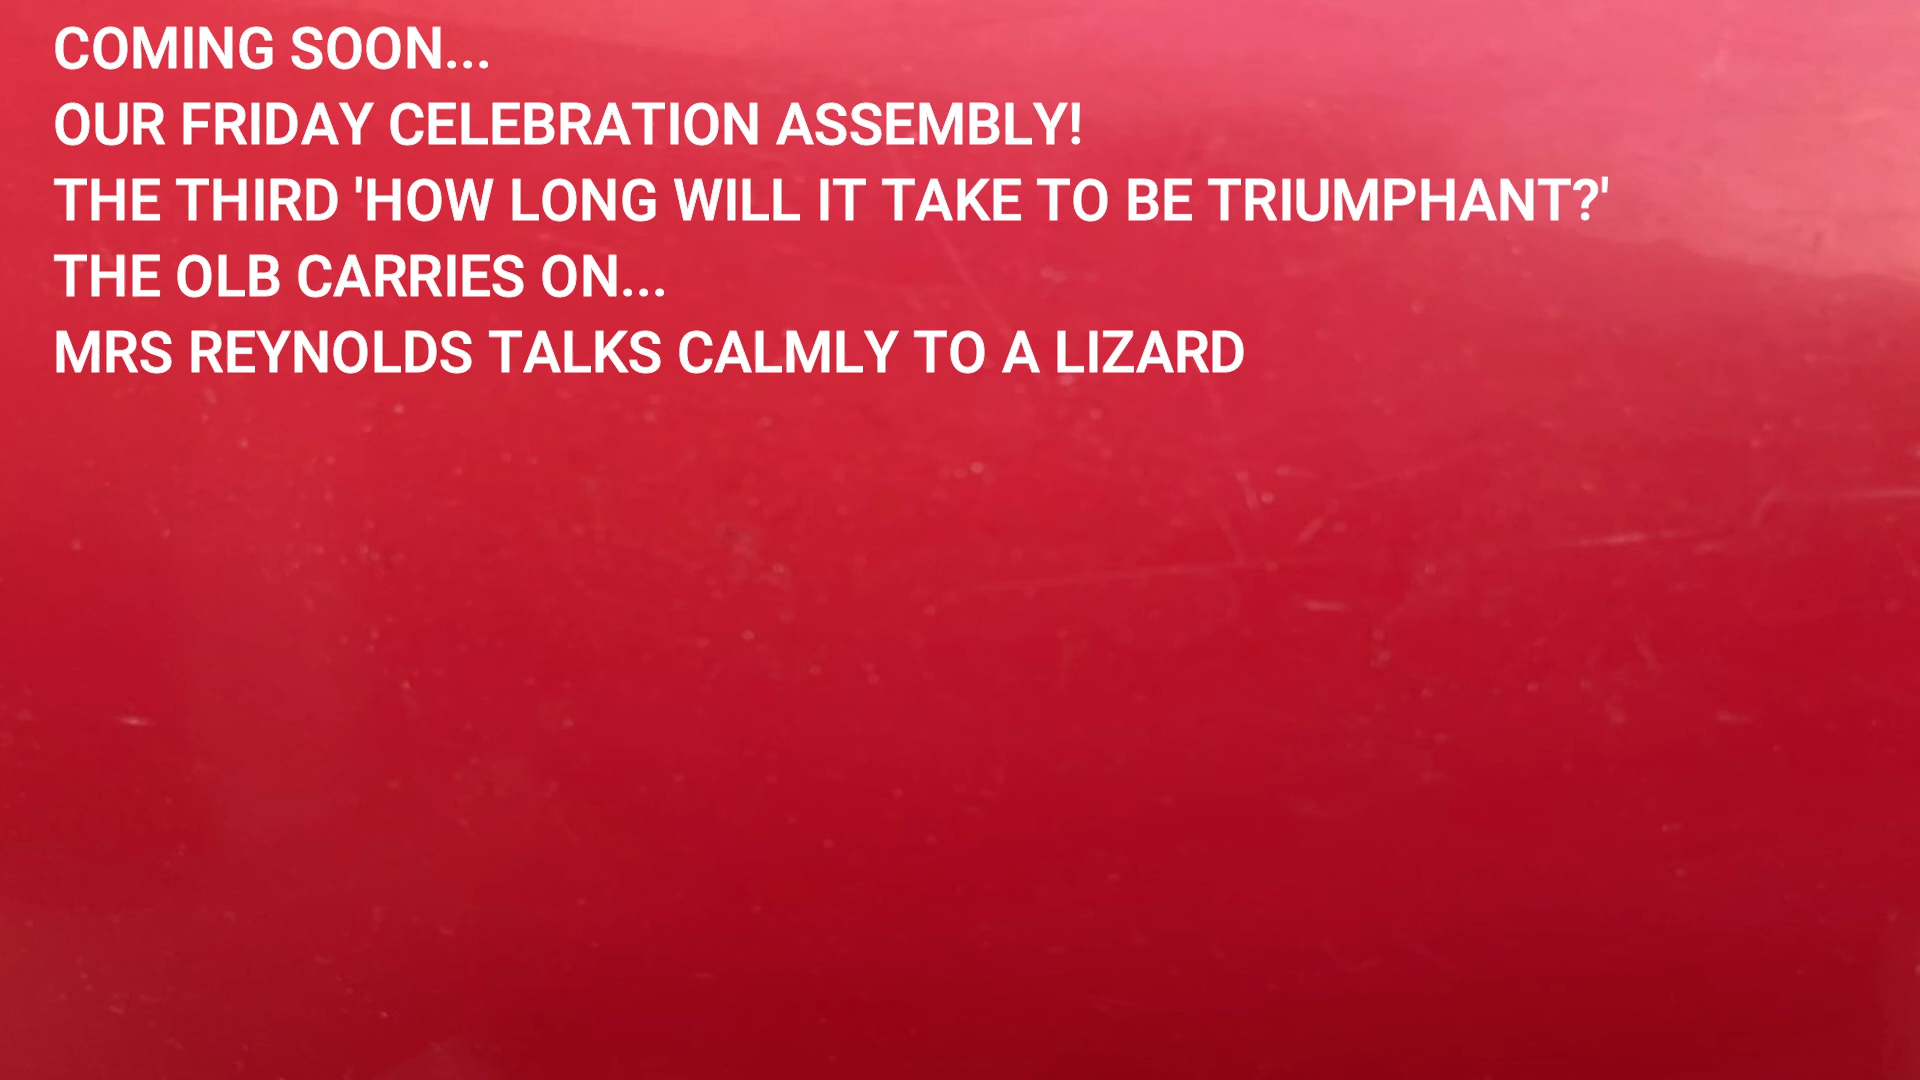 COMING SOON...
OUR FRIDAY CELEBRATION ASSEMBLY!
THE THIRD 'HOW LONG WILL IT TAKE TO BE TRIUMPHANT?'
THE OLB CARRIES ON...
MRS REYNOLDS TALKS CALMLY TO A LIZARD